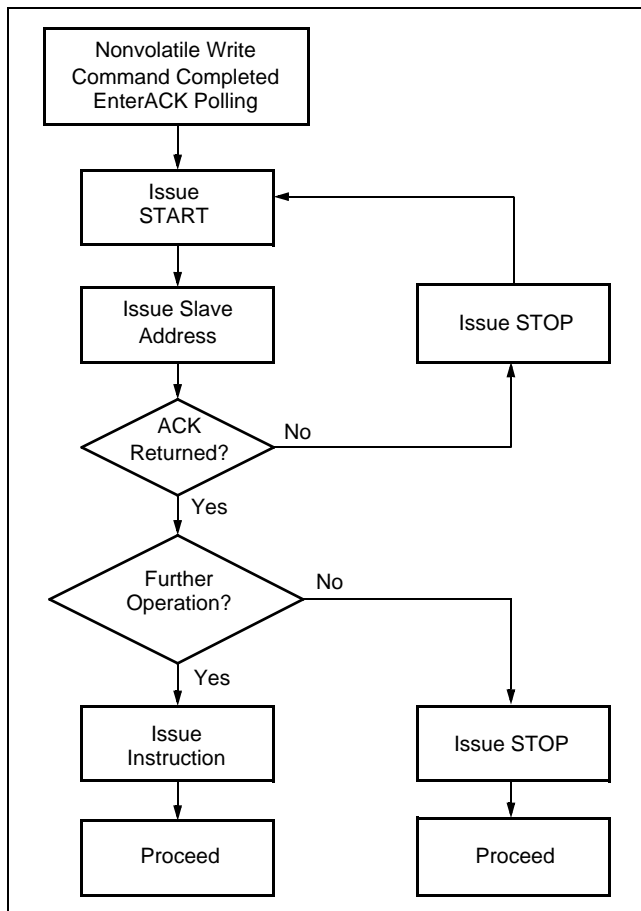 Nonvolatile Write
Command Completed
EnterACK Polling
Issue
START
Issue Slave
Address
Issue STOP
ACK
Returned?
No
Yes
Further
Operation?
No
Yes
Issue
Instruction
Issue STOP
Proceed
Proceed